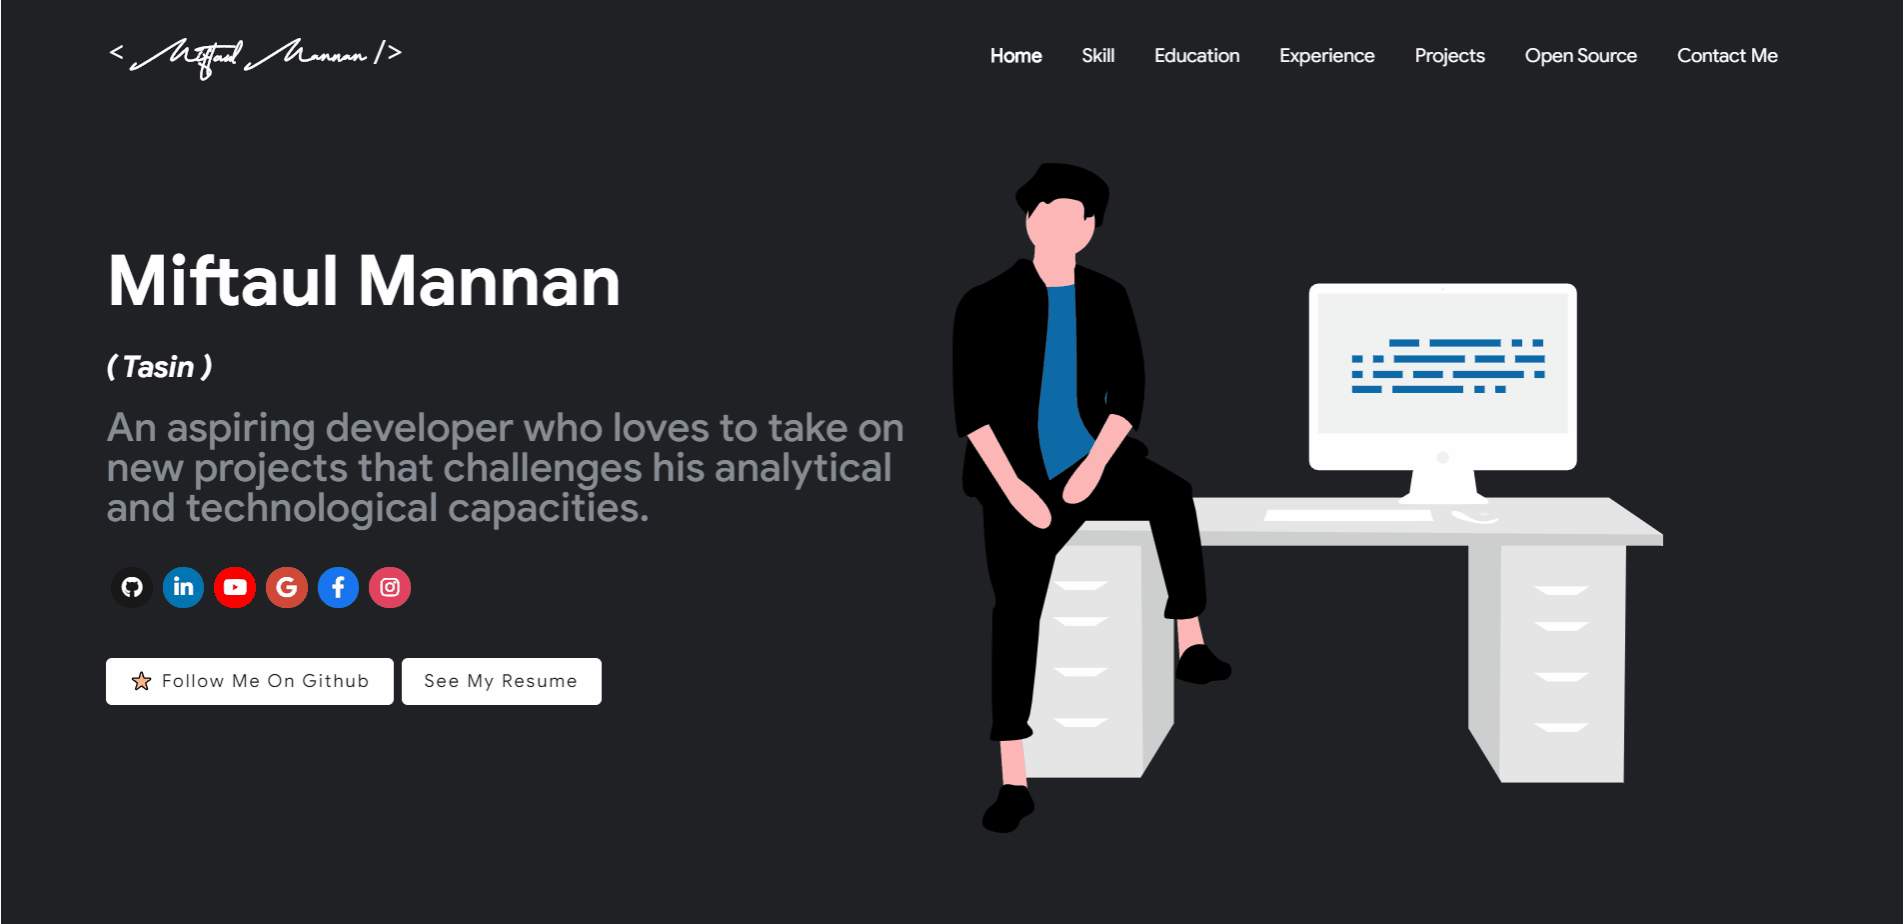 < Miftaul Mannan />
Home Skill Education Experience Projects Open Source Contact Me
Miftaul Mannan
( Tasin )
An aspiring developer who loves to take on
new projects that challenges his analytical
and technological capacities.
in G f
Follow Me On Github See My Resume